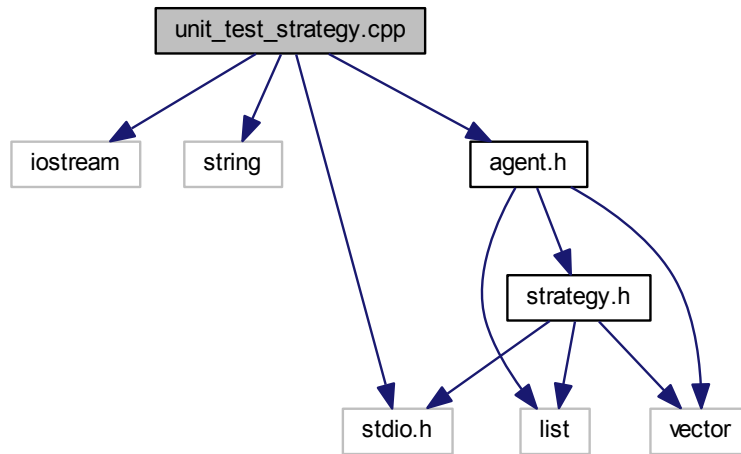 unit_test_strategy.cpp
iostream
string
agent.h
strategy.h
stdio.h
list
vector